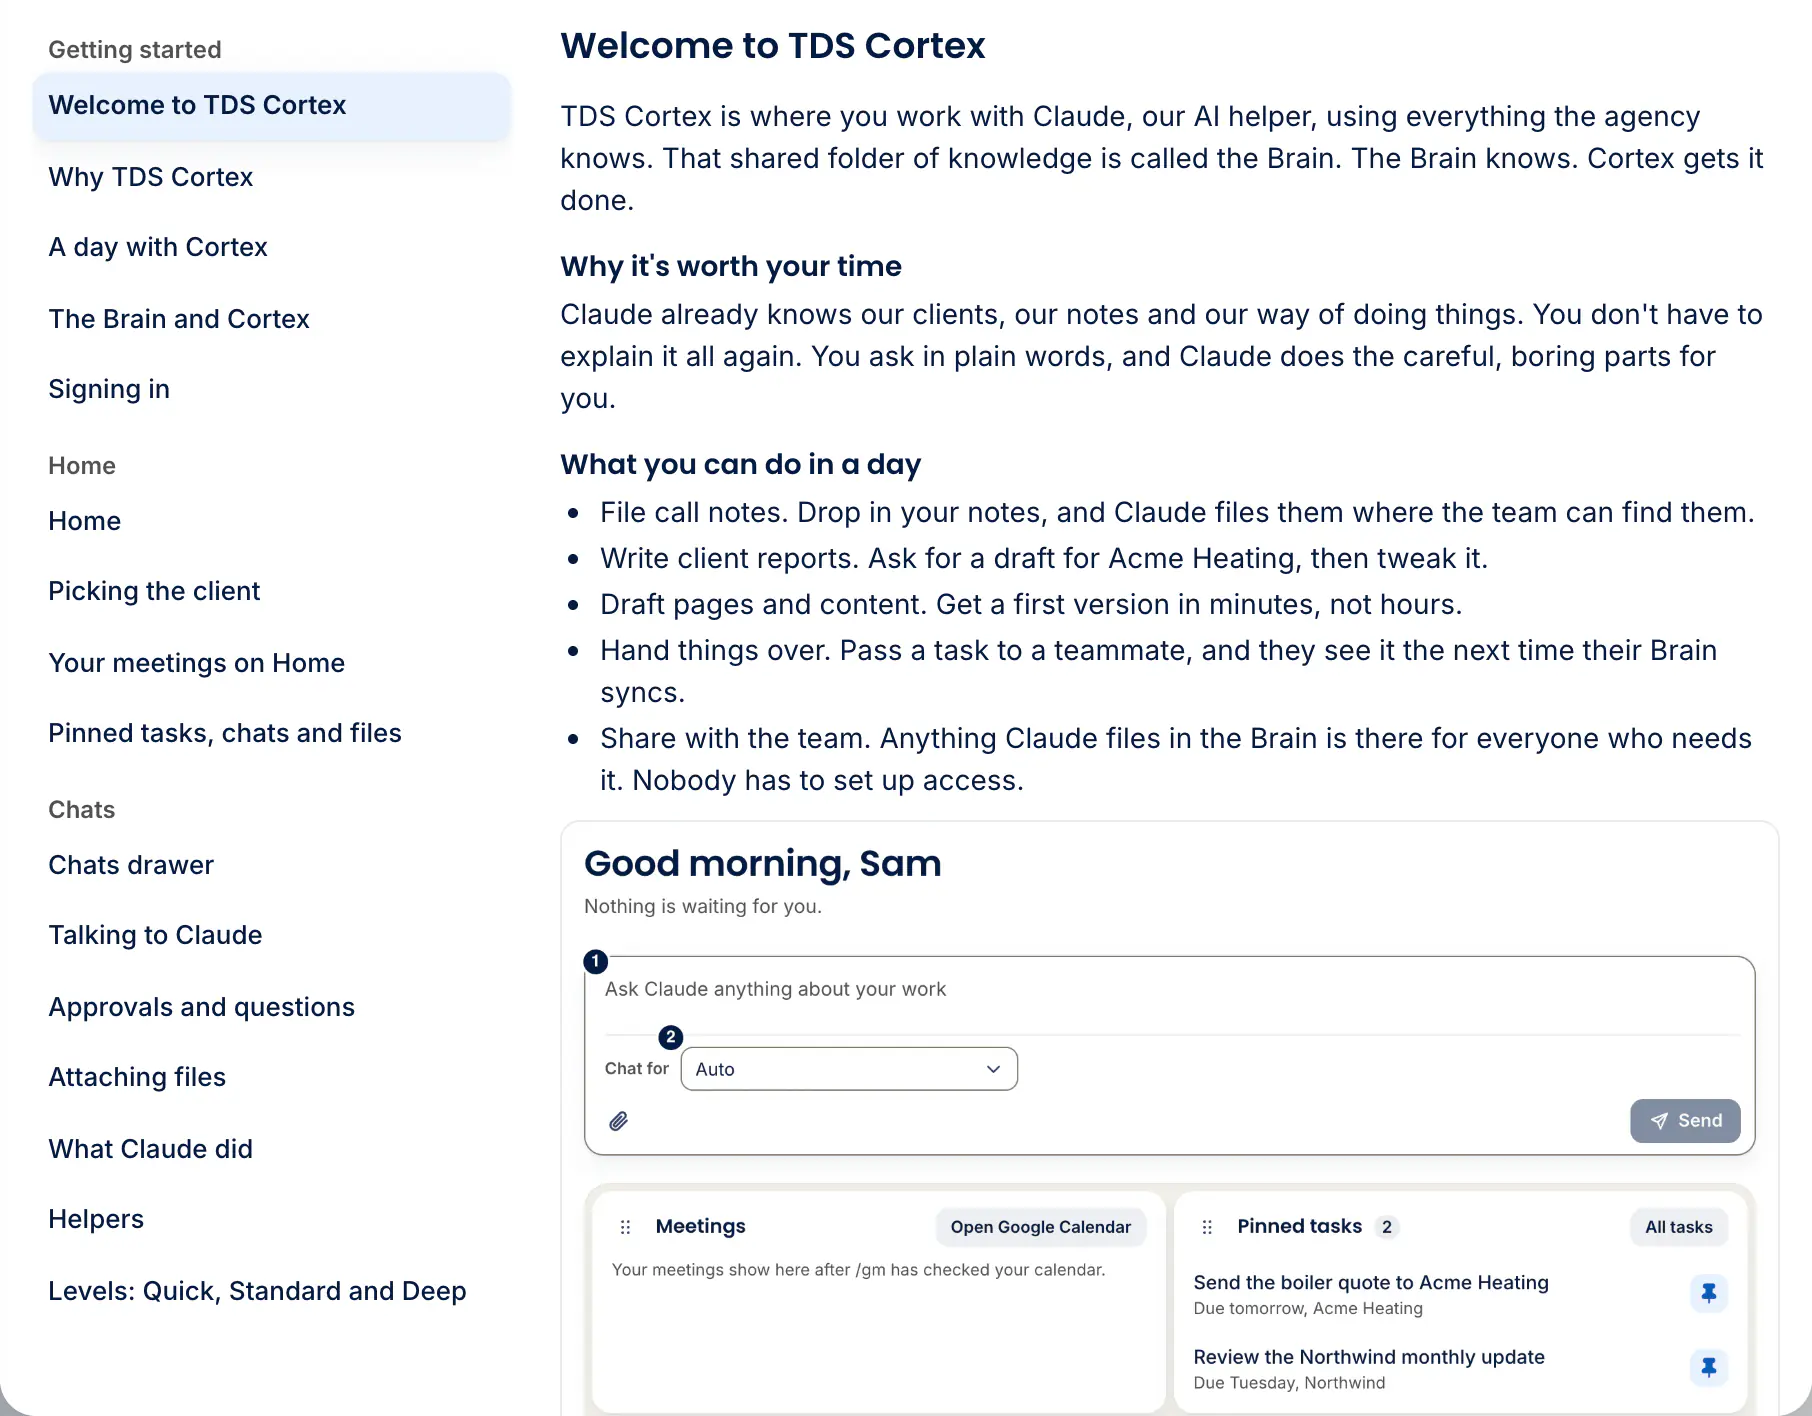 Getting started
Welcome to TDS Cortex
Why TDS Cortex
A day with Cortex
The Brain and Cortex
Signing in
Home
Home
Picking the client
Your meetings on Home
Pinned tasks, chats and files
Chats
Chats drawer
Talking to Claude
Approvals and questions
Attaching files
What Claude did
Helpers
Levels: Quick, Standard and Deep
Welcome to TDS Cortex
TDS Cortex is where you work with Claude, our AI helper, using everything the agency
knows. That shared folder of knowledge is called the Brain. The Brain knows. Cortex gets it
done.
Why it's worth your time
Claude already knows our clients, our notes and our way of doing things. You don't have to
explain it all again. You ask in plain words, and Claude does the careful, boring parts for
you.
What you can do in a day
• File call notes. Drop in your notes, and Claude files them where the team can find them.
• Write client reports. Ask for a draft for Acme Heating, then tweak it.
• Draft pages and content. Get a first version in minutes, not hours.
• Hand things over. Pass a task to a teammate, and they see it the next time their Brain
syncs.
• Share with the team. Anything Claude files in the Brain is there for everyone who needs
it. Nobody has to set up access.
Good morning, Sam
Nothing is waiting for you.
1
Ask Claude anything about your work
2
Chat for Auto
Send
Meetings
Open Google Calendar
Your meetings show here after /gm has checked your calendar.
Pinned tasks 2
All tasks
Send the boiler quote to Acme Heating
Due tomorrow, Acme Heating
Review the Northwind monthly update
Due Tuesday, Northwind